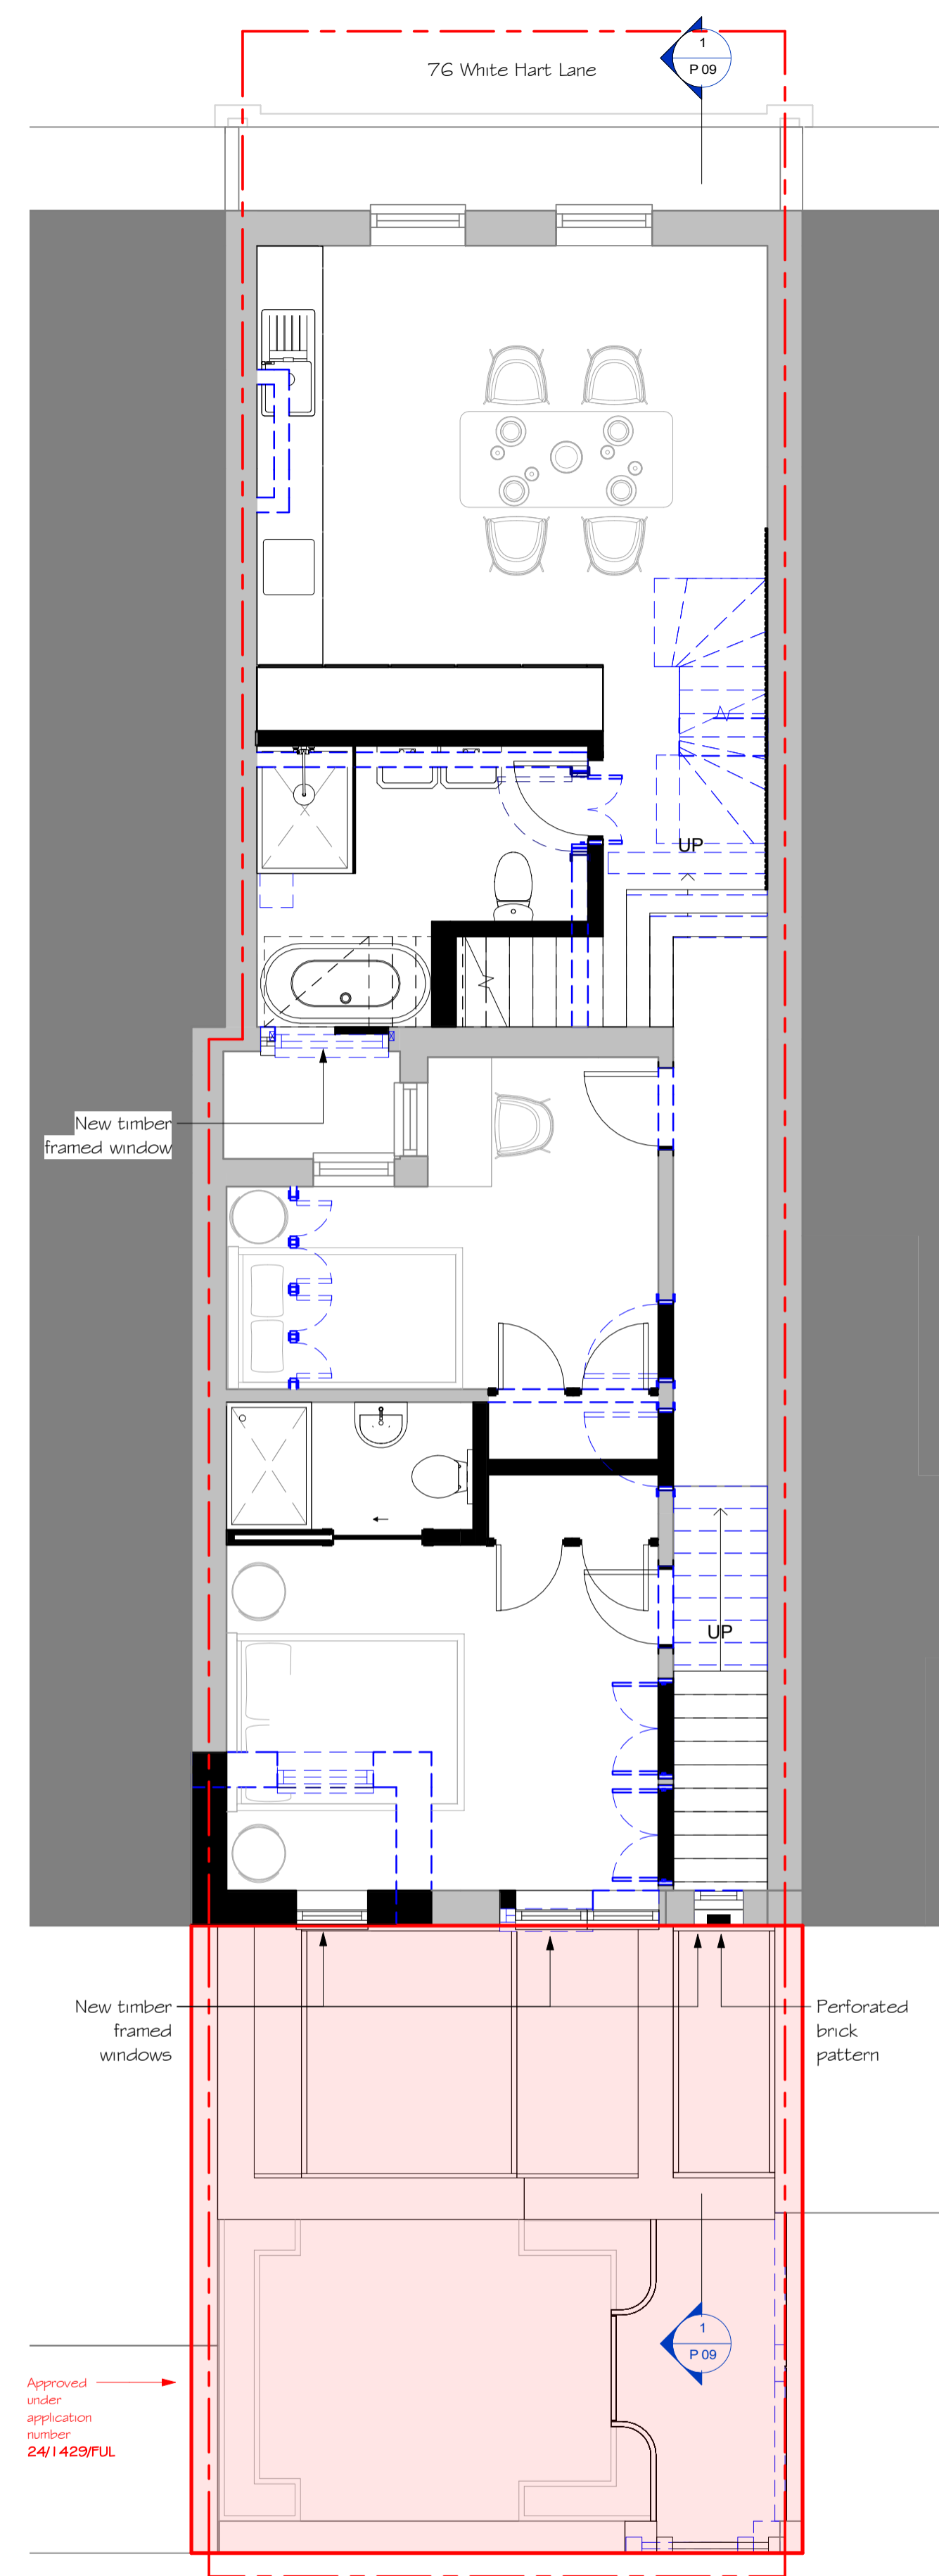 76 White Hart Lane
1
P 09
UP
New timber
framed window
UP
New timber
framed
windows
Perforated
brick
pattern
1
P 09
Approved
under
application
number
24/1429/FUL